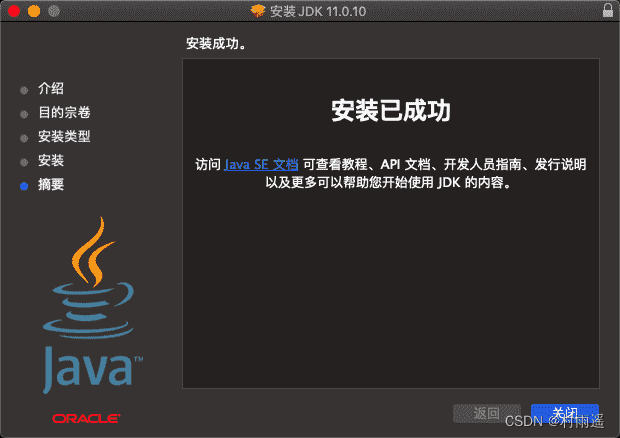 安装 JDK 11.0.10
安装成功。
介绍
目的宗卷
安装类型
安装
摘要
安装已成功
访问 Java SE 文档 可查看教程、API 文档、开发人员指南、发行说明
以及更多可以帮助您开始使用 JDK 的内容。
Java™
ORACLE
返回
关闭
CSDN @村雨遥